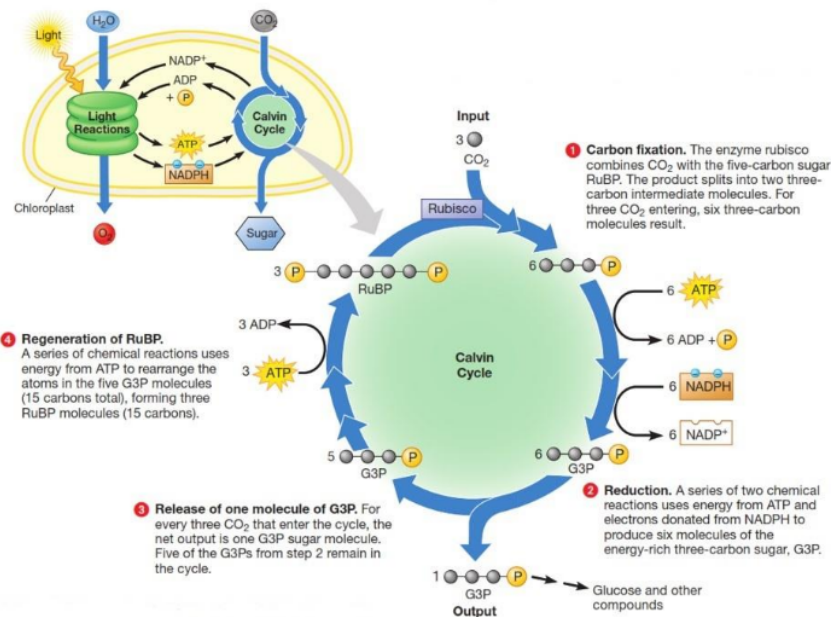 Light
H₂O
CO₂
NADP⁺
ADP
+ P
Light
Reactions
Calvin
Cycle
ATP
NADPH
Chloroplast
O₂
Sugar
Input
3
CO₂
Rubisco
1 Carbon fixation. The enzyme rubisco
combines CO₂ with the five-carbon sugar
RuBP. The product splits into two three-
carbon intermediate molecules. For
three CO₂ entering, six three-carbon
molecules result.
3 P P
RuBP
6 P
6 ATP
6 ADP + P
3 ADP
3 ATP
4 Regeneration of RuBP.
A series of chemical reactions uses
energy from ATP to rearrange the
atoms in the five G3P molecules
(15 carbons total), forming three
RuBP molecules (15 carbons).
Calvin
Cycle
6 NADPH
6 NADP⁺
5 P
G3P
6 P
G3P
2 Reduction. A series of two chemical
reactions uses energy from ATP and
electrons donated from NADPH to
produce six molecules of the
energy-rich three-carbon sugar, G3P.
3 Release of one molecule of G3P. For
every three CO₂ that enter the cycle, the
net output is one G3P sugar molecule.
Five of the G3Ps from step 2 remain in
the cycle.
1 P
G3P
Output
Glucose and other
compounds